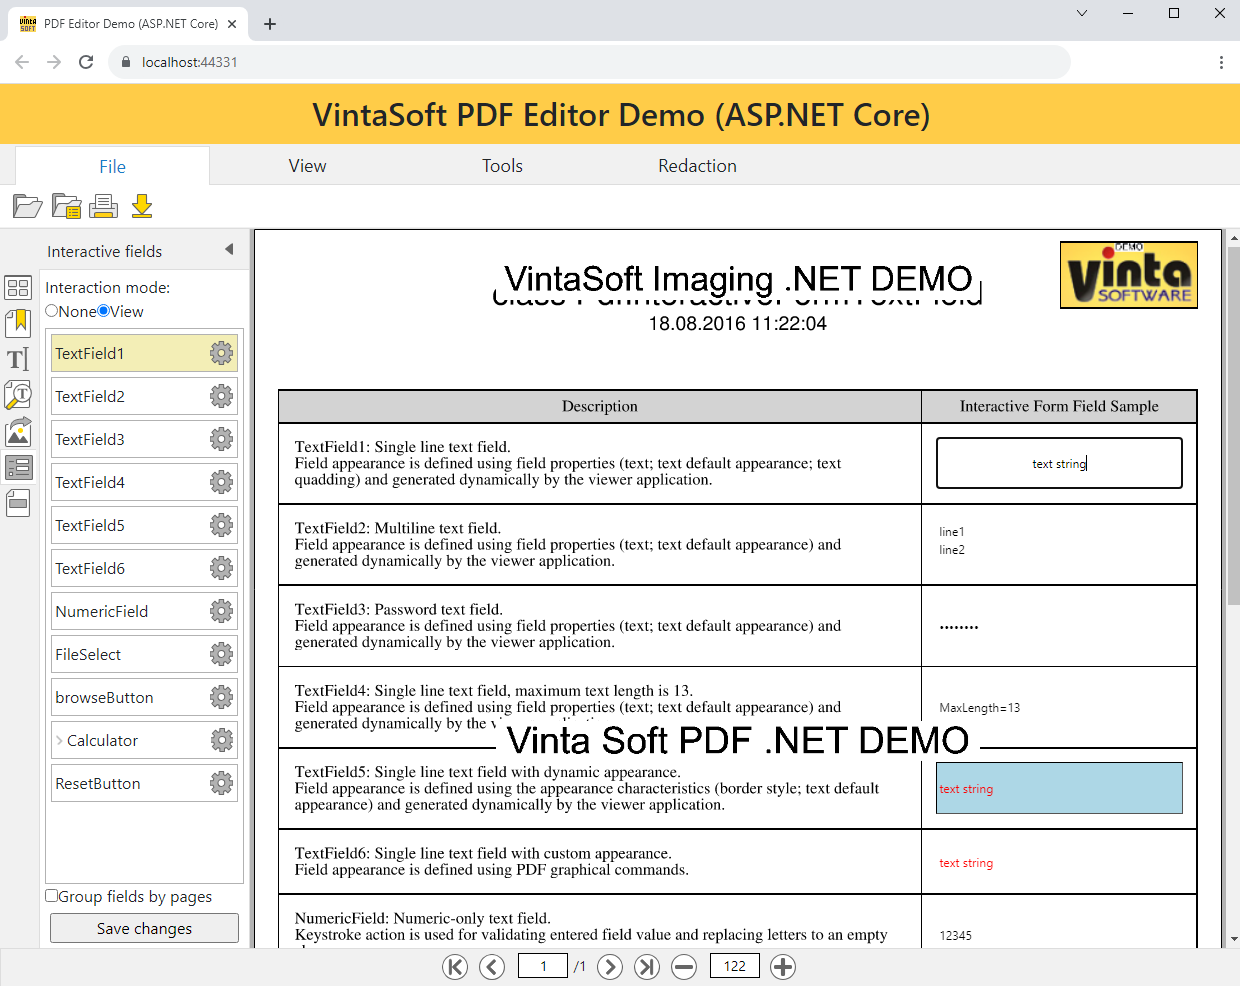 PDF Editor Demo (ASP.NET Core)
localhost:44331
VintaSoft PDF Editor Demo (ASP.NET Core)
File
View
Tools
Redaction
Interactive fields
Interaction mode:
None View
TextField1
TextField2
TextField3
TextField4
TextField5
TextField6
NumericField
FileSelect
browseButton
Calculator
ResetButton
Group fields by pages
Save changes
DEMO
vinta
SOFTWARE
VintaSoft Imaging .NET DEMO
class PdfInteractiveFormTextField
18.08.2016 11:22:04
Description
Interactive Form Field Sample
TextField1: Single line text field.
Field appearance is defined using field properties (text; text default appearance; text
quadding) and generated dynamically by the viewer application.
text string
TextField2: Multiline text field.
Field appearance is defined using field properties (text; text default appearance) and
generated dynamically by the viewer application.
line1
line2
TextField3: Password text field.
Field appearance is defined using field properties (text; text default appearance) and
generated dynamically by the viewer application.
••••••••
TextField4: Single line text field, maximum text length is 13.
Field appearance is defined using field properties (text; text default appearance) and
generated dynamically by the
MaxLength=13
Vinta Soft PDF .NET DEMO
TextField5: Single line text field with dynamic appearance.
Field appearance is defined using the appearance characteristics (border style; text default
appearance) and generated dynamically by the viewer application.
text string
TextField6: Single line text field with custom appearance.
Field appearance is defined using PDF graphical commands.
text string
NumericField: Numeric-only text field.
Keystroke action is used for validating entered field value and replacing letters to an empty
12345
1 /1
122